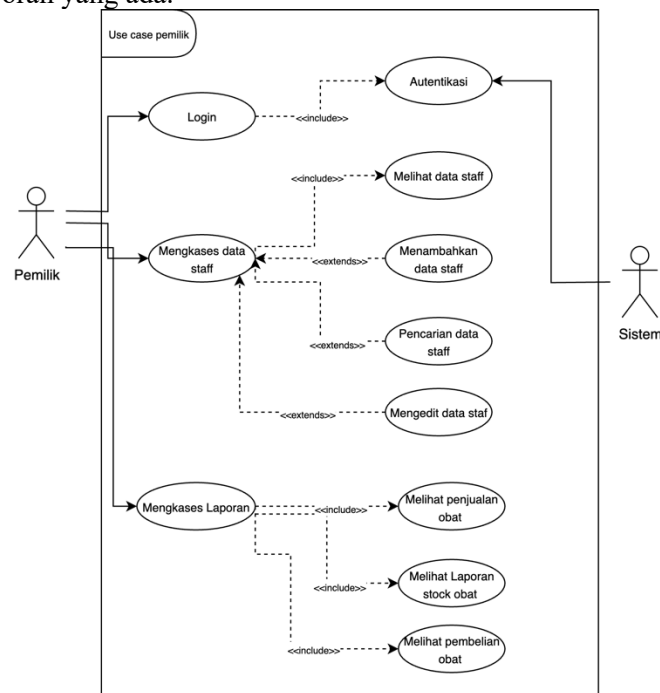 oran yang ada.
Use case pemilik
Autentikasi
Login
<<include>>
<<include>>
Melihat data staff
Pemilik
Mengkases data
staff
<<extends>>
Menambahkan
data staff
Sistem
<<extends>>
Pencarian data
staff
<<extends>>
Mengedit data staf
Mengkases Laporan
<<include>>
Melihat penjualan
obat
<<include>>
Melihat Laporan
stock obat
<<include>>
Melihat pembelian
obat